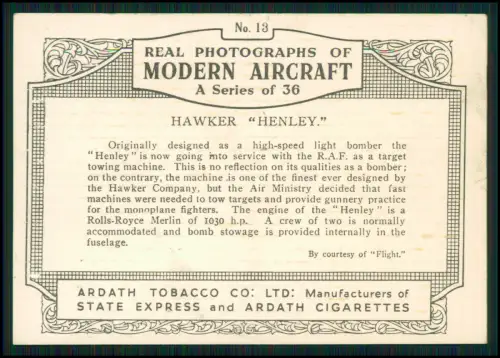 No. 13
REAL PHOTOGRAPHS OF
MODERN AIRCRAFT
A Series of 36
HAWKER "HENLEY."
Originally designed as a high-speed light bomber the
"Henley" is now going into service with the R.A.F. as a target
towing machine. This is no reflection on its qualities as a bomber;
on the contrary, the machine is one of the finest ever designed by
the Hawker Company, but the Air Ministry decided that fast
machines were needed to tow targets and provide gunnery practice
for the monoplane fighters. The engine of the "Henley" is a
Rolls-Royce Merlin of 1030 h.p. A crew of two is normally
accommodated and bomb stowage is provided internally in the
fuselage.
By courtesy of "Flight."
ARDATH TOBACCO CO: LTD: Manufacturers of
STATE EXPRESS and ARDATH CIGARETTES